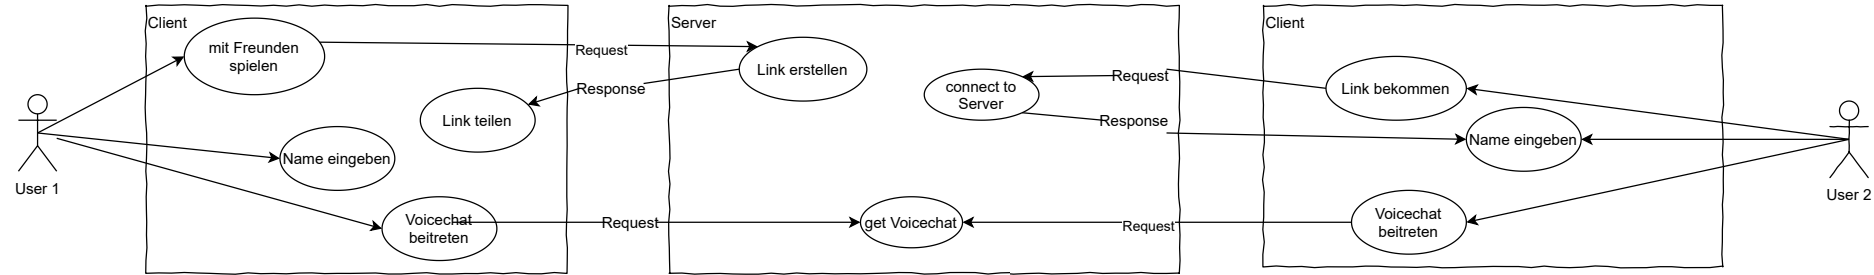 Client
mit Freunden
spielen
Link teilen
Name eingeben
Voicechat
beitreten
User 1
Request
Response
Request
Server
Link erstellen
connect to
Server
get Voicechat
Request
Response
Request
Client
Link bekommen
Name eingeben
Voicechat
beitreten
User 2